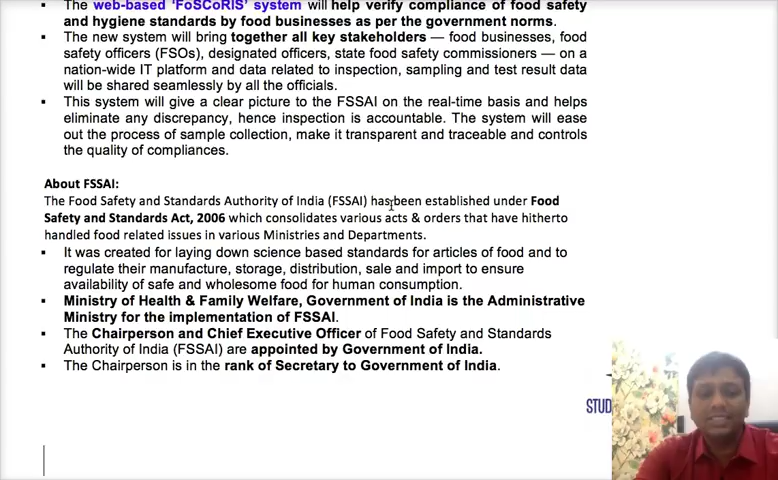 The web-based 'FoSCoRIS' system will help verify compliance of food safety
and hygiene standards by food businesses as per the government norms.
The new system will bring together all key stakeholders — food businesses, food
safety officers (FSOs), designated officers, state food safety commissioners — on a
nation-wide IT platform and data related to inspection, sampling and test result data
will be shared seamlessly by all the officials.
This system will give a clear picture to the FSSAI on the real-time basis and helps
eliminate any discrepancy, hence inspection is accountable. The system will ease
out the process of sample collection, make it transparent and traceable and controls
the quality of compliances.
About FSSAI:
The Food Safety and Standards Authority of India (FSSAI) has been established under Food
Safety and Standards Act, 2006 which consolidates various acts & orders that have hitherto
handled food related issues in various Ministries and Departments.
It was created for laying down science based standards for articles of food and to
regulate their manufacture, storage, distribution, sale and import to ensure
availability of safe and wholesome food for human consumption.
Ministry of Health & Family Welfare, Government of India is the Administrative
Ministry for the implementation of FSSAI.
The Chairperson and Chief Executive Officer of Food Safety and Standards
Authority of India (FSSAI) are appointed by Government of India.
The Chairperson is in the rank of Secretary to Government of India.
STUD